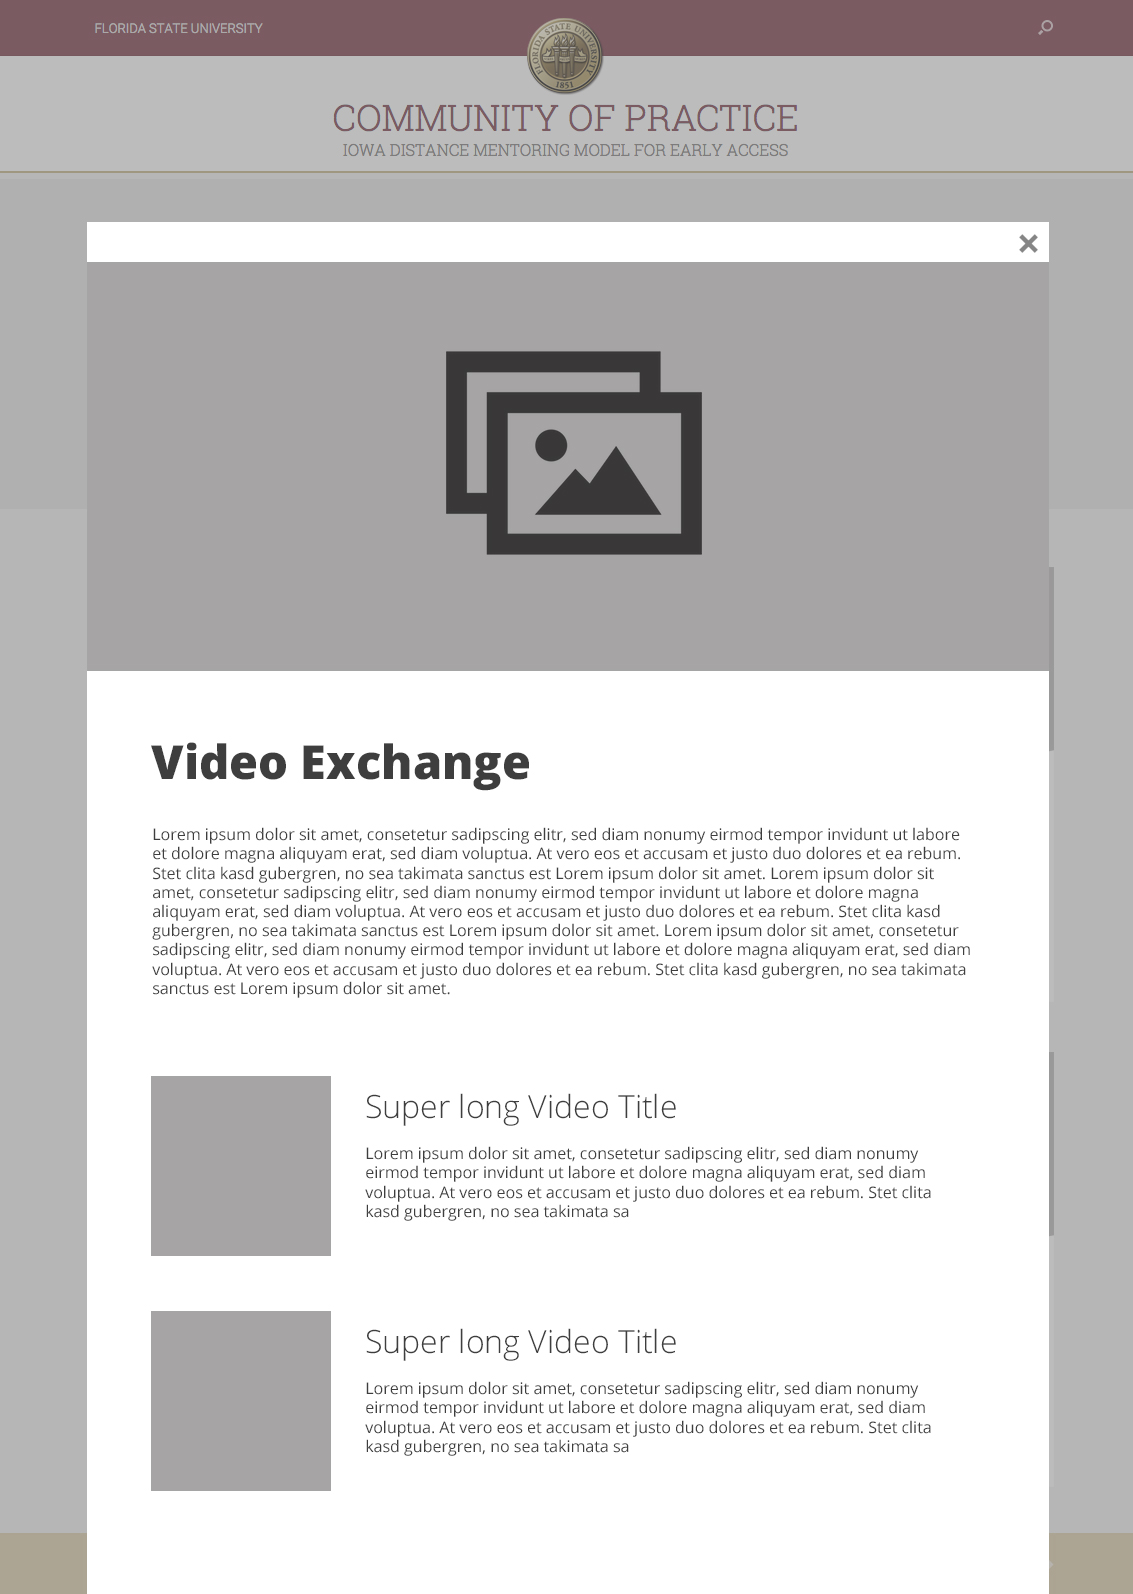 FLORIDA STATE UNIVERSITY
FLORIDA STATE UNIVERSITY
1851
COMMUNITY OF PRACTICE
IOWA DISTANCE MENTORING MODEL FOR EARLY ACCESS
Video Exchange
Lorem ipsum dolor sit amet, consetetur sadipscing elitr, sed diam nonumy eirmod tempor invidunt ut labore
et dolore magna aliquyam erat, sed diam voluptua. At vero eos et accusam et justo duo dolores et ea rebum.
Stet clita kasd gubergren, no sea takimata sanctus est Lorem ipsum dolor sit amet. Lorem ipsum dolor sit
amet, consetetur sadipscing elitr, sed diam nonumy eirmod tempor invidunt ut labore et dolore magna
aliquyam erat, sed diam voluptua. At vero eos et accusam et justo duo dolores et ea rebum. Stet clita kasd
gubergren, no sea takimata sanctus est Lorem ipsum dolor sit amet. Lorem ipsum dolor sit amet, consetetur
sadipscing elitr, sed diam nonumy eirmod tempor invidunt ut labore et dolore magna aliquyam erat, sed diam
voluptua. At vero eos et accusam et justo duo dolores et ea rebum. Stet clita kasd gubergren, no sea takimata
sanctus est Lorem ipsum dolor sit amet.
Super long Video Title
Lorem ipsum dolor sit amet, consetetur sadipscing elitr, sed diam nonumy
eirmod tempor invidunt ut labore et dolore magna aliquyam erat, sed diam
voluptua. At vero eos et accusam et justo duo dolores et ea rebum. Stet clita
kasd gubergren, no sea takimata sa
Super long Video Title
Lorem ipsum dolor sit amet, consetetur sadipscing elitr, sed diam nonumy
eirmod tempor invidunt ut labore et dolore magna aliquyam erat, sed diam
voluptua. At vero eos et accusam et justo duo dolores et ea rebum. Stet clita
kasd gubergren, no sea takimata sa